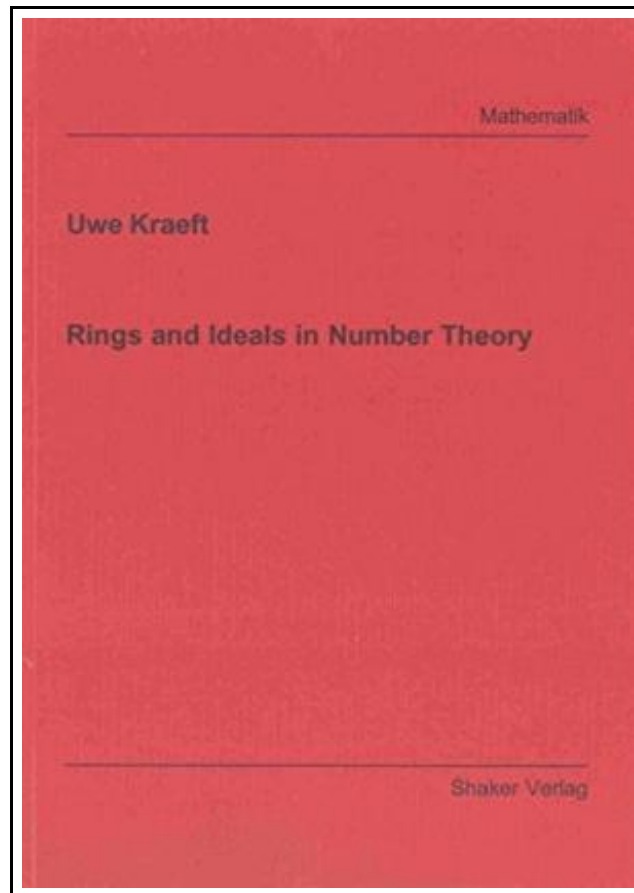 Mathematik
Uwe Kraeft
Rings and Ideals in Number Theory
Shaker Verlag